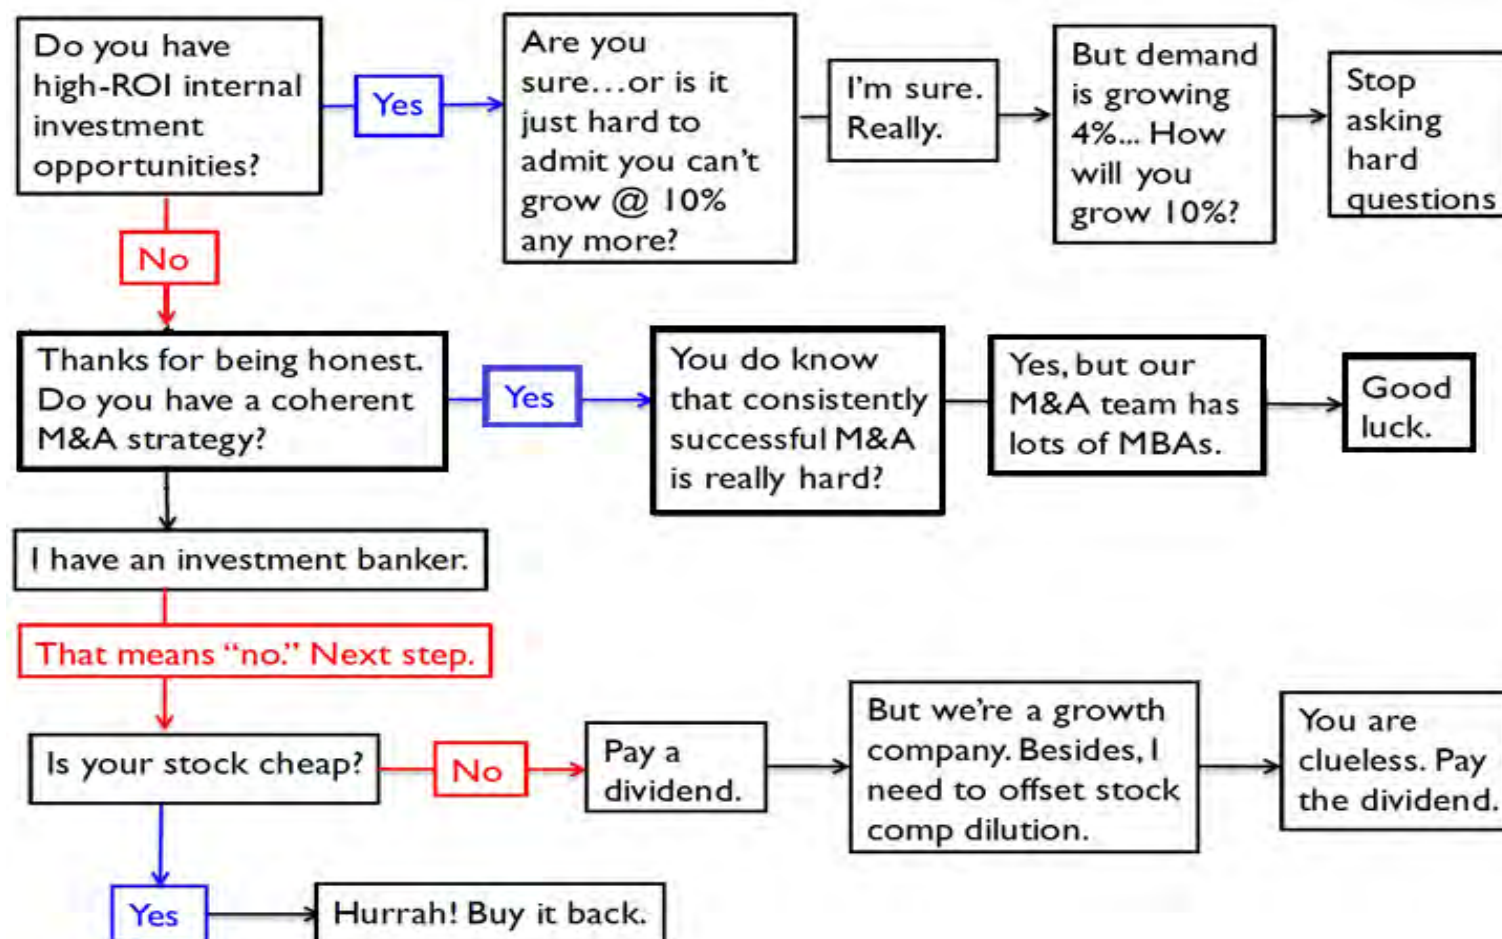 Do you have
high-ROI internal
investment
opportunities?
Yes
Are you
sure…or is it
just hard to
admit you can't
grow @ 10%
any more?
I'm sure.
Really.
But demand
is growing
4%... How
will you
grow 10%?
Stop
asking
hard
questions
No
Thanks for being honest.
Do you have a coherent
M&A strategy?
Yes
You do know
that consistently
successful M&A
is really hard?
Yes, but our
M&A team has
lots of MBAs.
Good
luck.
I have an investment banker.
That means “no.” Next step.
Is your stock cheap?
No
Pay a
dividend.
But we're a growth
company. Besides, I
need to offset stock
comp dilution.
You are
clueless. Pay
the dividend.
Yes
Hurrah! Buy it back.